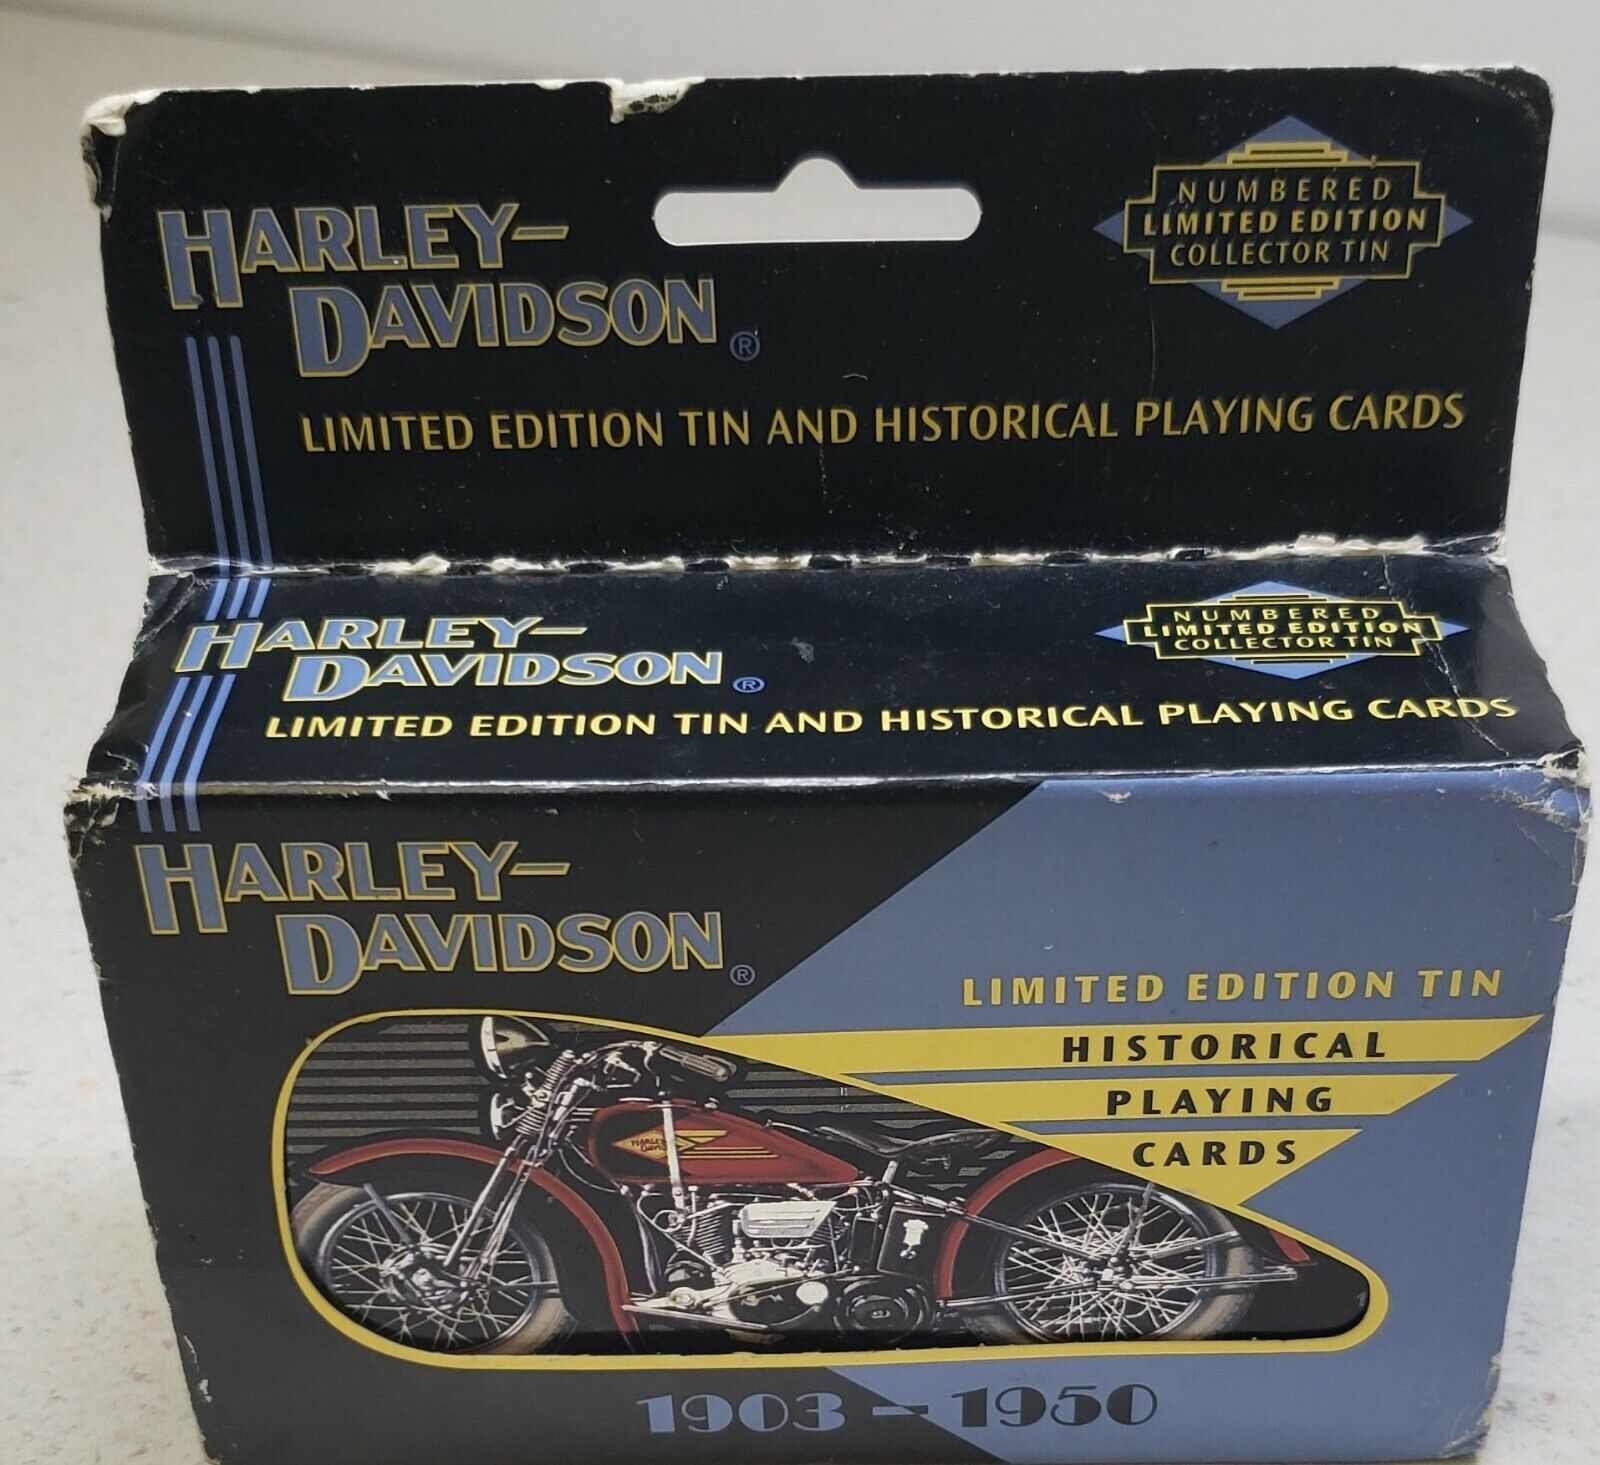 HARLEY-
DAVIDSON®
NUMBERED
LIMITED EDITION
COLLECTOR TIN
LIMITED EDITION TIN AND HISTORICAL PLAYING CARDS
HARLEY-
DAVIDSON®
NUMBERED
LIMITED EDITION
COLLECTOR TIN
LIMITED EDITION TIN AND HISTORICAL PLAYING CARDS
HARLEY-
DAVIDSON®
LIMITED EDITION TIN
HISTORICAL
PLAYING
CARDS
HARLEY
DAVIDSON
1903 - 1950